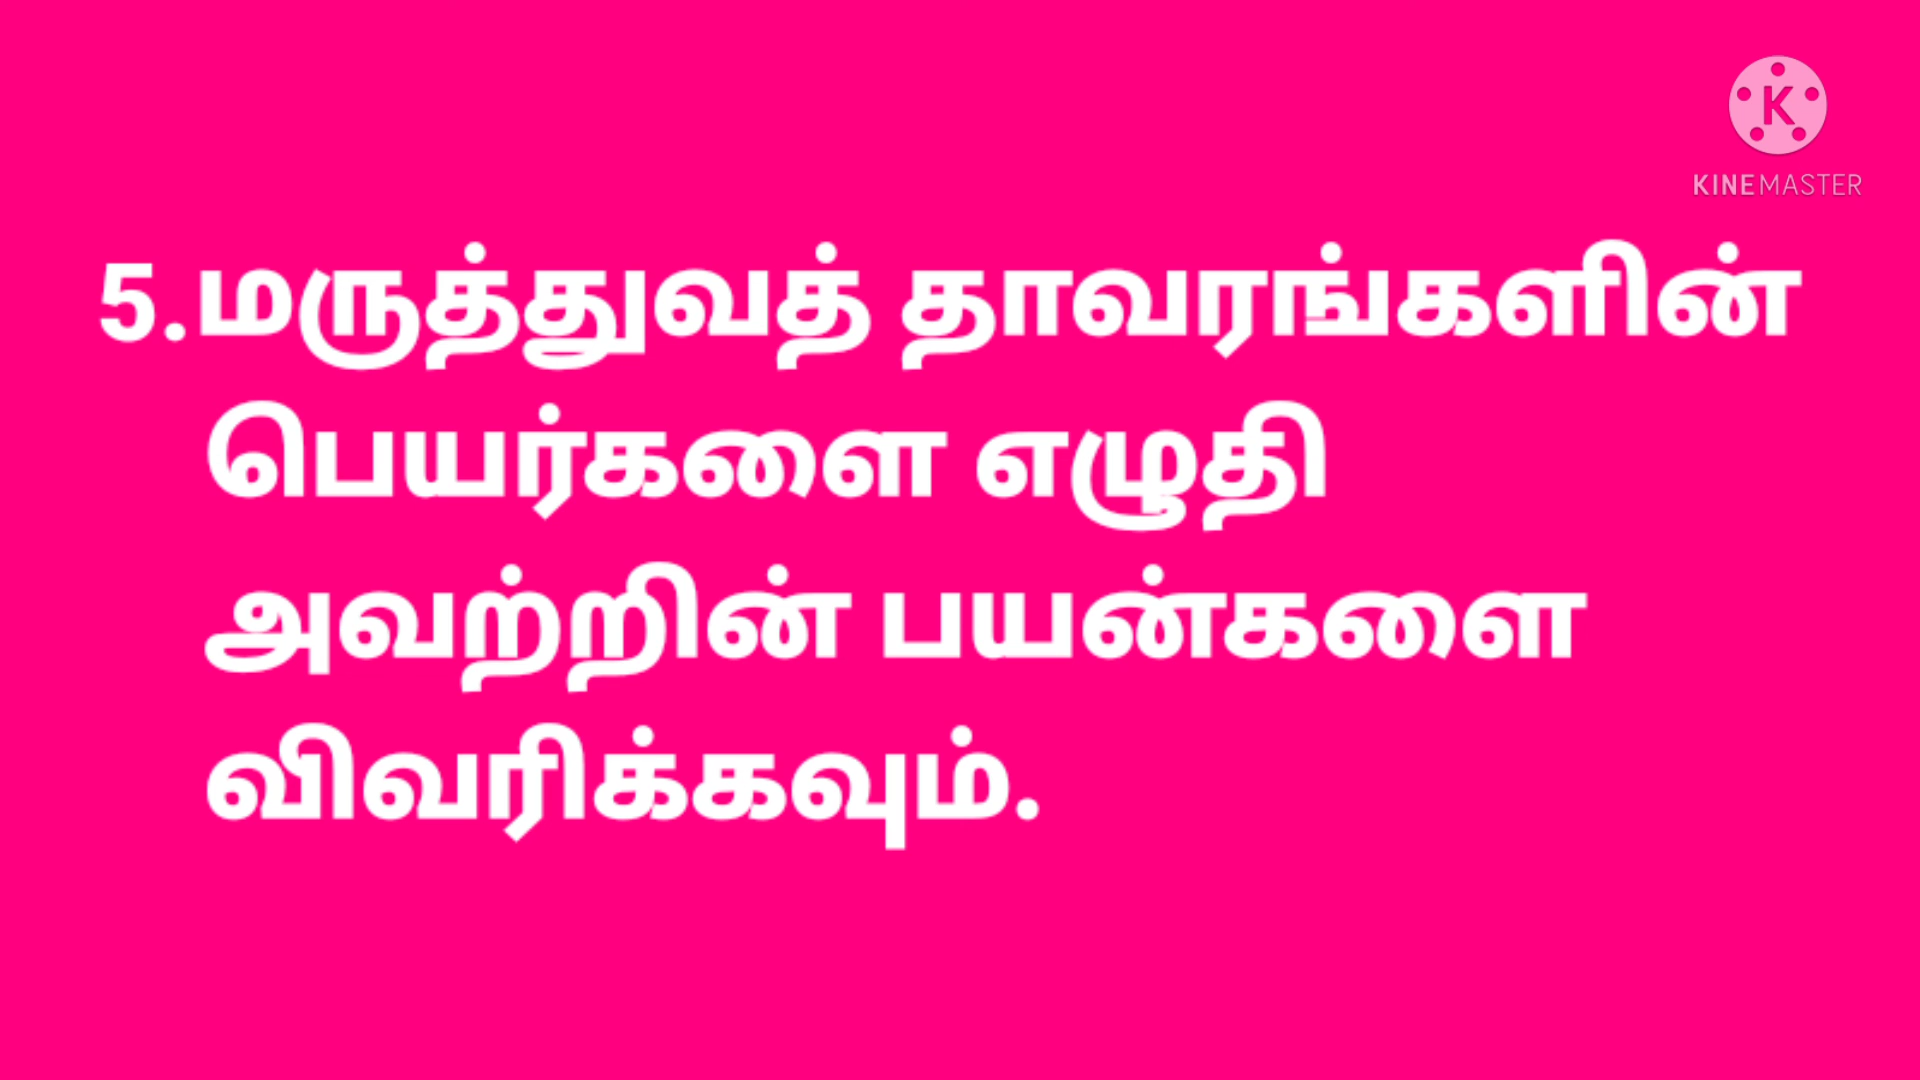 K
KINEMASTER
5.மருத்துவத் தாவரங்களின்
பெயர்களை எழுதி
அவற்றின் பயன்களை
விவரிக்கவும்.